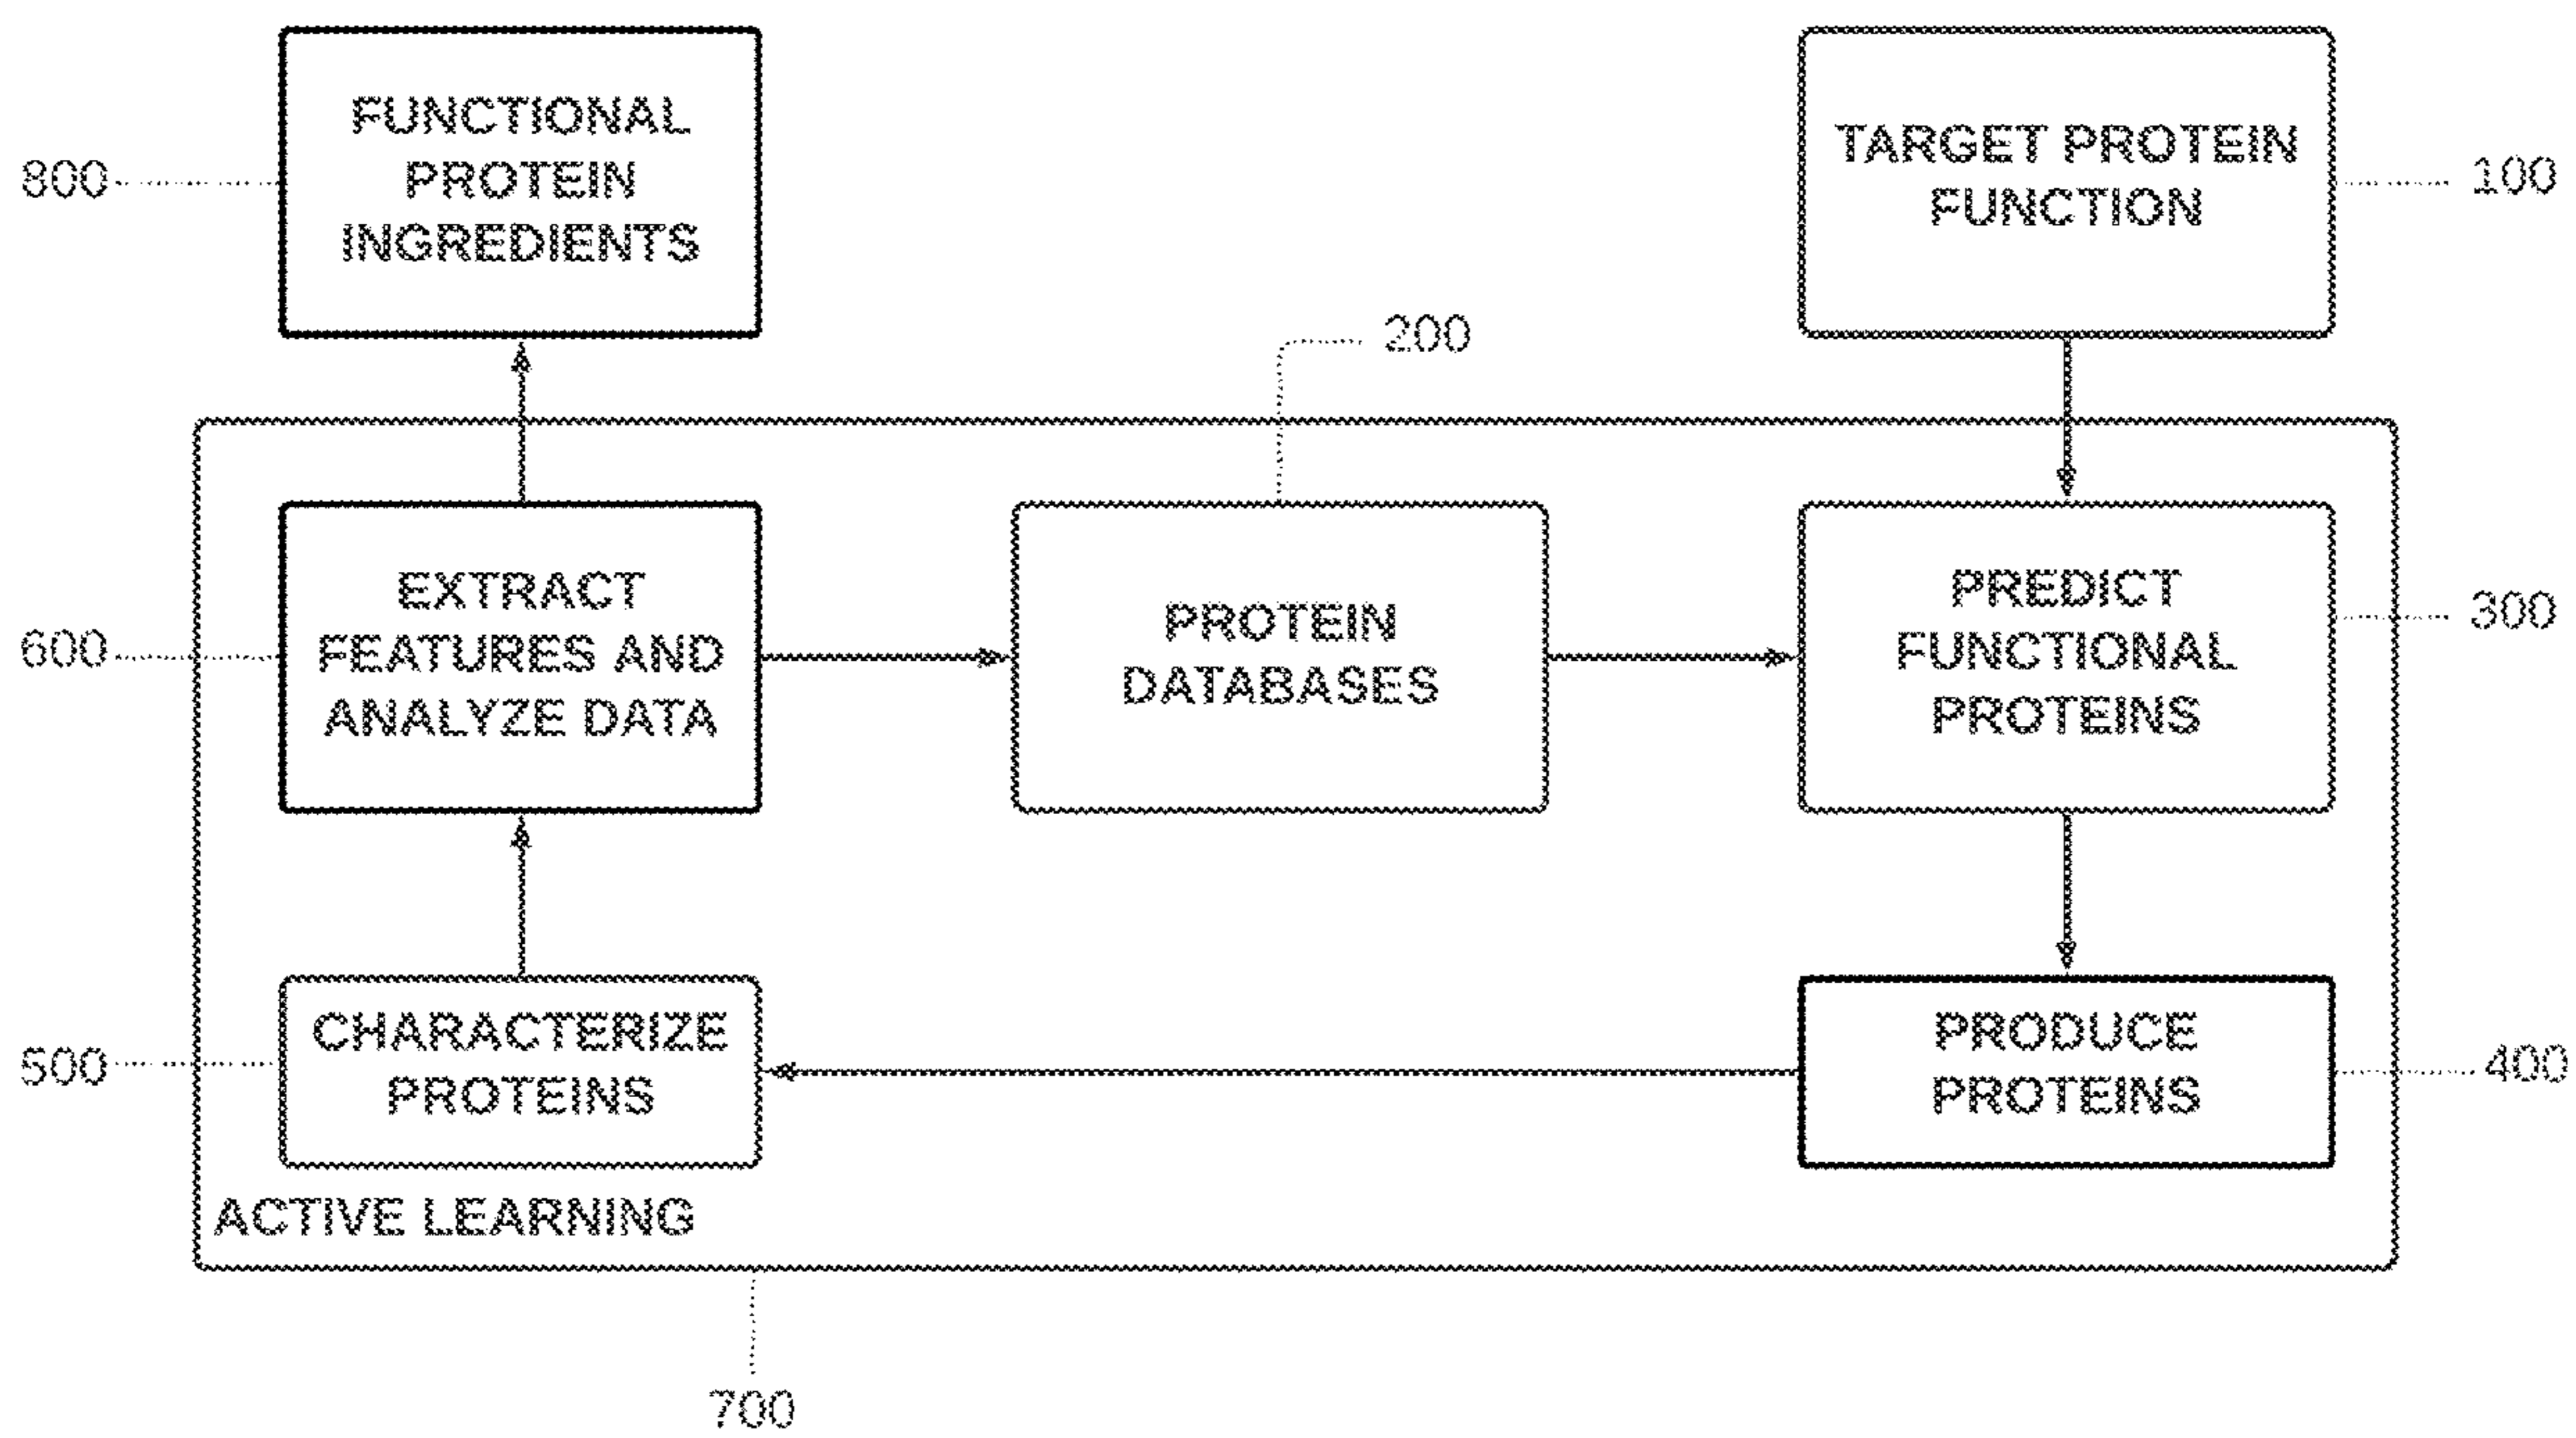 FUNCTIONAL
PROTEIN
INGREDIENTS
800
TARGET PROTEIN
FUNCTION
100
200
EXTRACT
FEATURES AND
ANALYZE DATA
600
PROTEIN
DATABASES
PREDICT
FUNCTIONAL
PROTEINS
300
CHARACTERIZE
PROTEINS
500
PRODUCE
PROTEINS
400
ACTIVE LEARNING
700